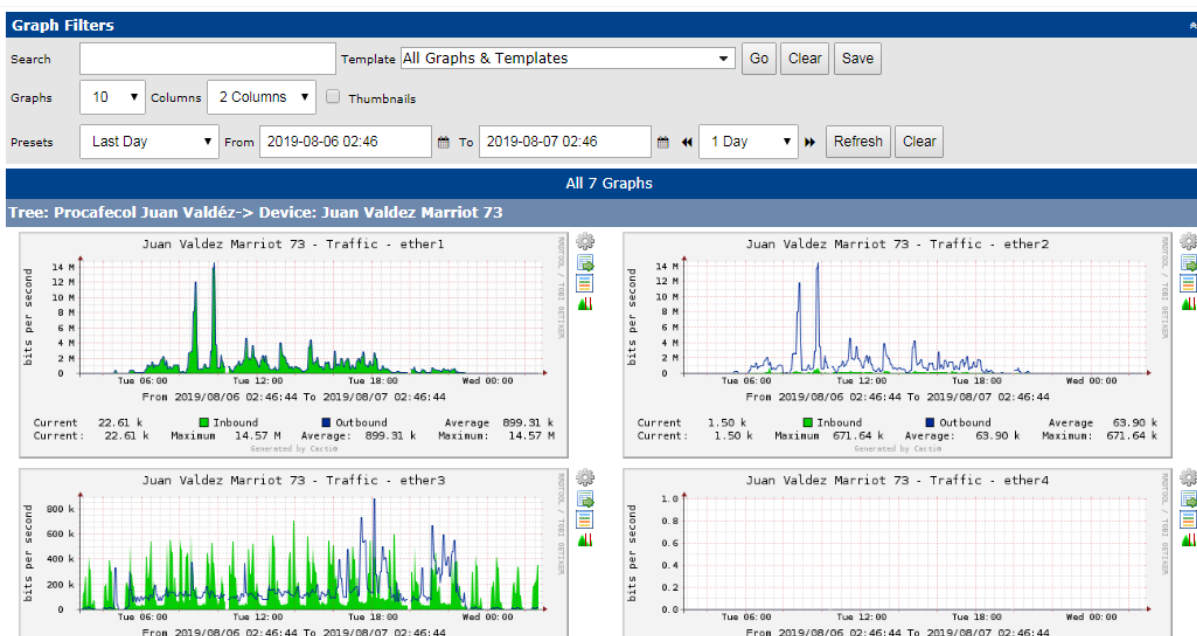 Graph Filters
Search Template All Graphs & Templates Go Clear Save
Graphs 10 Columns 2 Columns Thumbnails
Presets Last Day From 2019-08-06 02:46 To 2019-08-07 02:46 1 Day Refresh Clear
All 7 Graphs
Tree: Procafecol Juan Valdéz-> Device: Juan Valdez Marriot 73
Juan Valdez Marriot 73 - Traffic - ether1
RRDTOOL / TOBI OETIKER
bits per second
14 M
12 M
10 M
8 M
6 M
4 M
2 M
0
Tue 06:00 Tue 12:00 Tue 18:00 Wed 00:00
From 2019/08/06 02:46:44 To 2019/08/07 02:46:44
Current 22.61 k Inbound Outbound Average 899.31 k
Current: 22.61 k Maximum 14.57 M Average: 899.31 k Maximum: 14.57 M
Generated by Cacti®
Juan Valdez Marriot 73 - Traffic - ether2
RRDTOOL / TOBI OETIKER
bits per second
14 M
12 M
10 M
8 M
6 M
4 M
2 M
0
Tue 06:00 Tue 12:00 Tue 18:00 Wed 00:00
From 2019/08/06 02:46:44 To 2019/08/07 02:46:44
Current 1.50 k Inbound Outbound Average 63.90 k
Current: 1.50 k Maximum 671.64 k Average: 63.90 k Maximum: 671.64 k
Generated by Cacti®
Juan Valdez Marriot 73 - Traffic - ether3
RRDTOOL / TOBI OETIKER
bits per second
800 k
600 k
400 k
200 k
0
Tue 06:00 Tue 12:00 Tue 18:00 Wed 00:00
From 2019/08/06 02:46:44 To 2019/08/07 02:46:44
Juan Valdez Marriot 73 - Traffic - ether4
RRDTOOL / TOBI OETIKER
bits per second
1.0
0.8
0.6
0.4
0.2
0.0
Tue 06:00 Tue 12:00 Tue 18:00 Wed 00:00
From 2019/08/06 02:46:44 To 2019/08/07 02:46:44